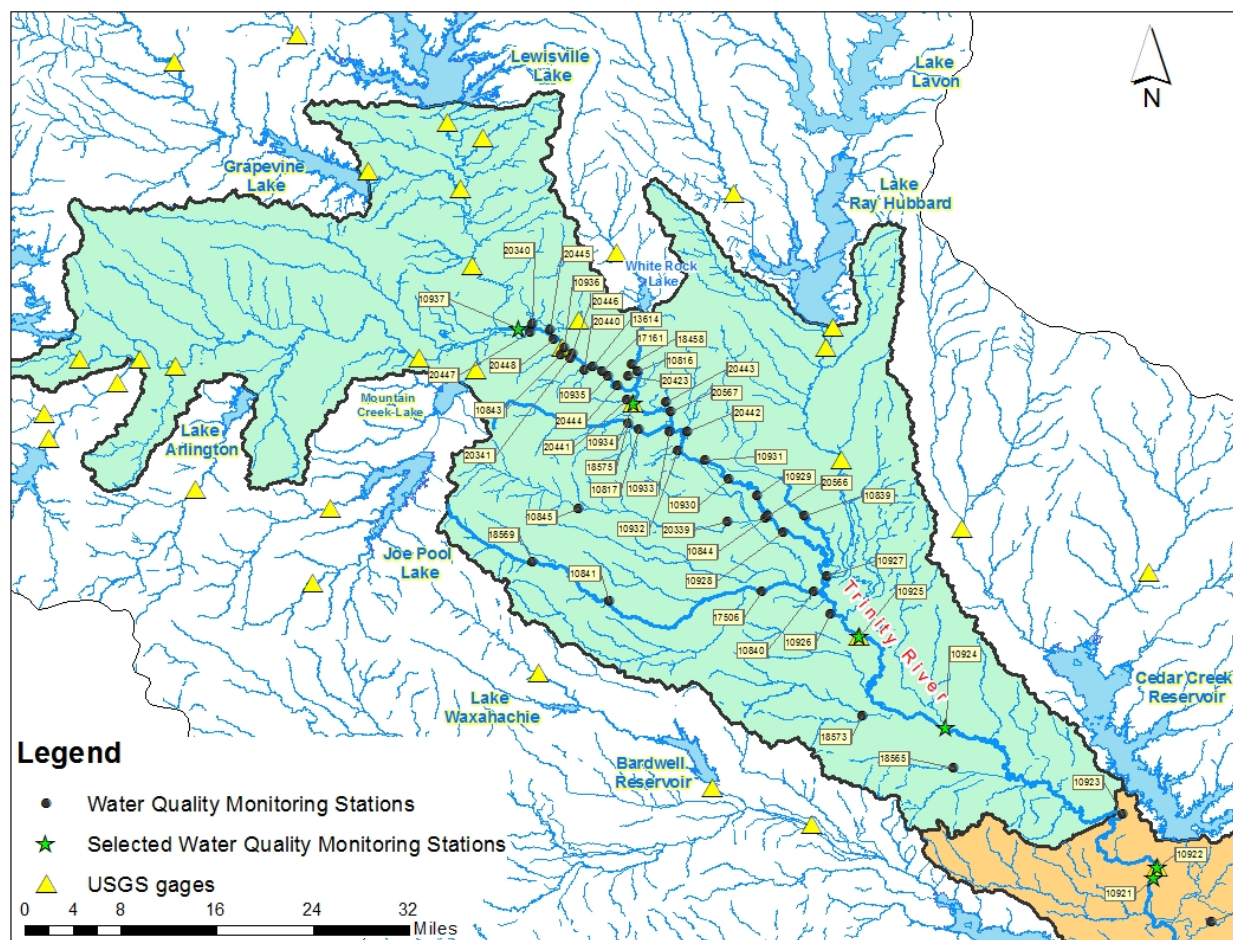 Lewisville
Lake
Lake
Lavon
N
Grapevine
Lake
Lake
Ray Hubbard
20340
20445
10936
White Rock
Lake
20446
10937
20440
13614
17161
18458
20447
20448
10816
10935
20423
20443
Mountain
Creek-Lake
10843
20567
20444
20442
Lake
Arlington
20441
10934
20341
18575
10931
10817
10933
10929
20566
10839
10930
10845
10932
20339
18569
10844
Joe Pool
Lake
10841
10928
10927
10925
17506
Trinity River
10840
10926
10924
Cedar Creek
Reservoir
Lake
Waxahachie
18573
Legend
Bardwell
Reservoir
18565
10923
Water Quality Monitoring Stations
Selected Water Quality Monitoring Stations
10922
USGS gages
10921
0 4 8 16 24 32
Miles